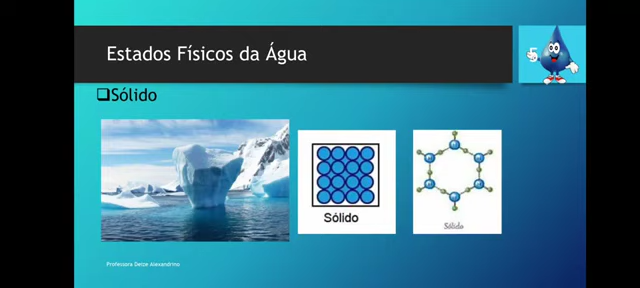 Estados Físicos da Água
Sólido
Sólido
Sólido
Professora Deize Alexandrino